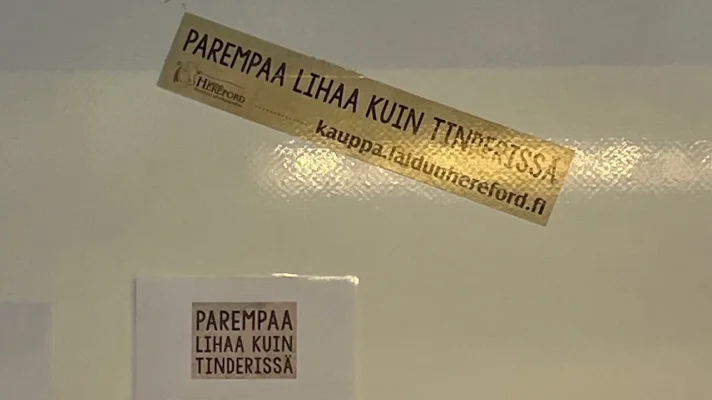 PAREMPAA LIHAA KUIN TINDERISSÄ
HEREFORD
kauppa.laidunhereford.fi
PAREMPAA
LIHAA KUIN
TINDERISSÄ